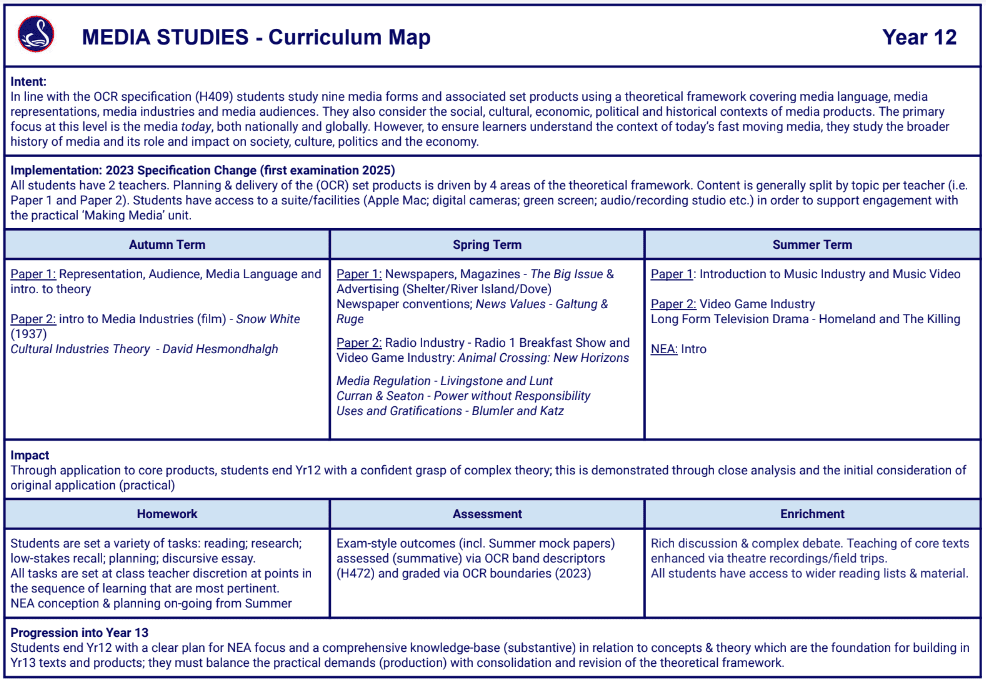 MEDIA STUDIES - Curriculum Map
Year 12
Intent:
In line with the OCR specification (H409) students study nine media forms and associated set products using a theoretical framework covering media language, media
representations, media industries and media audiences. They also consider the social, cultural, economic, political and historical contexts of media products. The primary
focus at this level is the media today, both nationally and globally. However, to ensure learners understand the context of today's fast moving media, they study the broader
history of media and its role and impact on society, culture, politics and the economy.
Implementation: 2023 Specification Change (first examination 2025)
All students have 2 teachers. Planning & delivery of the (OCR) set products is driven by 4 areas of the theoretical framework. Content is generally split by topic per teacher (i.e.
Paper 1 and Paper 2). Students have access to a suite/facilities (Apple Mac; digital cameras; green screen; audio/recording studio etc.) in order to support engagement with
the practical 'Making Media' unit.
Autumn Term
Paper 1: Representation, Audience, Media Language and
intro. to theory
Paper 2: intro to Media Industries (film) - Snow White
(1937)
Cultural Industries Theory - David Hesmondhalgh
Spring Term
Paper 1: Newspapers, Magazines - The Big Issue &
Advertising (Shelter/River Island/Dove)
Newspaper conventions; News Values - Galtung &
Ruge
Paper 2: Radio Industry - Radio 1 Breakfast Show and
Video Game Industry: Animal Crossing: New Horizons
Media Regulation - Livingstone and Lunt
Curran & Seaton - Power without Responsibility
Uses and Gratifications - Blumler and Katz
Summer Term
Paper 1: Introduction to Music Industry and Music Video
Paper 2: Video Game Industry
Long Form Television Drama - Homeland and The Killing
NEA: Intro
Impact
Through application to core products, students end Yr12 with a confident grasp of complex theory; this is demonstrated through close analysis and the initial consideration of
original application (practical)
Homework
Students are set a variety of tasks: reading; research;
low-stakes recall; planning; discursive essay.
All tasks are set at class teacher discretion at points in
the sequence of learning that are most pertinent.
NEA conception & planning on-going from Summer
Assessment
Exam-style outcomes (incl. Summer mock papers)
assessed (summative) via OCR band descriptors
(H472) and graded via OCR boundaries (2023)
Enrichment
Rich discussion & complex debate. Teaching of core texts
enhanced via theatre recordings/field trips.
All students have access to wider reading lists & material.
Progression into Year 13
Students end Yr12 with a clear plan for NEA focus and a comprehensive knowledge-base (substantive) in relation to concepts & theory which are the foundation for building in
Yr13 texts and products; they must balance the practical demands (production) with consolidation and revision of the theoretical framework.